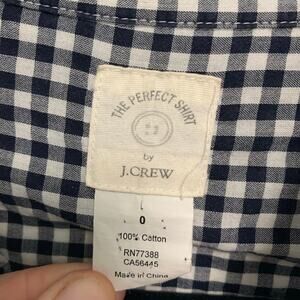 THE PERFECT SHIRT
by
J.CREW
0
100% Cotton
RN77388
CA56445
Made in China